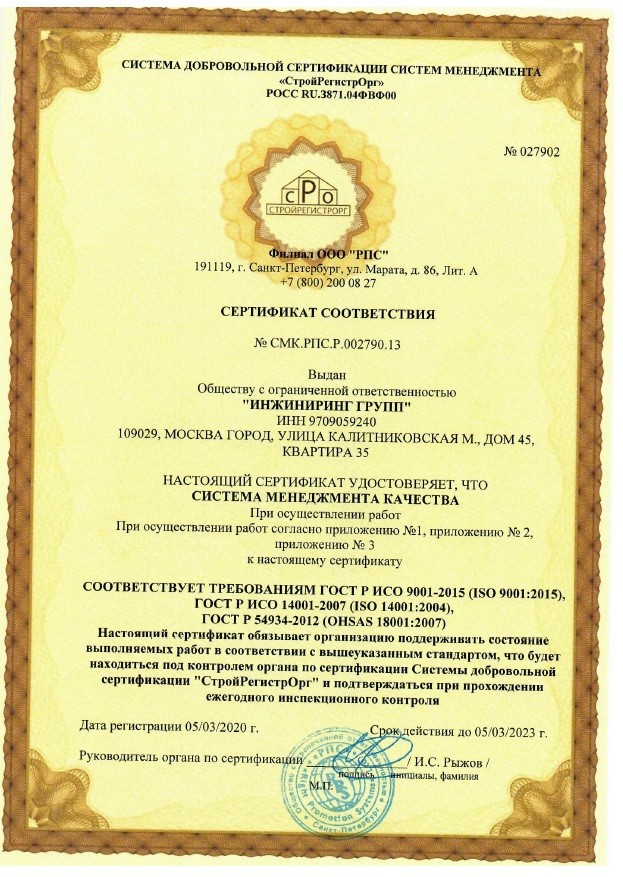 СИСТЕМА ДОБРОВОЛЬНОЙ СЕРТИФИКАЦИИ СИСТЕМ МЕНЕДЖМЕНТА
«СтройРегистрОрг»
РОСС RU.З871.04ФВФ00
№ 027902
СРО
СТРОЙРЕГИСТРОРГ
Филиал ООО "РПС"
191119, г. Санкт-Петербург, ул. Марата, д. 86, Лит. А
+7 (800) 200 08 27
СЕРТИФИКАТ СООТВЕТСТВИЯ
№ СМК.РПС.Р.002790.13
Выдан
Обществу с ограниченной ответственностью
"ИНЖИНИРИНГ ГРУПП"
ИНН 9709059240
109029, МОСКВА ГОРОД, УЛИЦА КАЛИТНИКОВСКАЯ М., ДОМ 45,
КВАРТИРА 35
НАСТОЯЩИЙ СЕРТИФИКАТ УДОСТОВЕРЯЕТ, ЧТО
СИСТЕМА МЕНЕДЖМЕНТА КАЧЕСТВА
При осуществлении работ
При осуществлении работ согласно приложению №1, приложению № 2,
приложению № 3
к настоящему сертификату
СООТВЕТСТВУЕТ ТРЕБОВАНИЯМ ГОСТ Р ИСО 9001-2015 (ISO 9001:2015),
ГОСТ Р ИСО 14001-2007 (ISO 14001:2004),
ГОСТ Р 54934-2012 (OHSAS 18001:2007)
Настоящий сертификат обязывает организацию поддерживать состояние
выполняемых работ в соответствии с вышеуказанным стандартом, что будет
находиться под контролем органа по сертификации Системы добровольной
сертификации "СтройРегистрОрг" и подтверждаться при прохождении
ежегодного инспекционного контроля
Дата регистрации 05/03/2020 г. Срок действия до 05/03/2023 г.
Руководитель органа по сертификации / И.С. Рыжов /
подпись инициалы, фамилия
М.П.
"РПС"
Promotion Systems
Санкт-Петербург